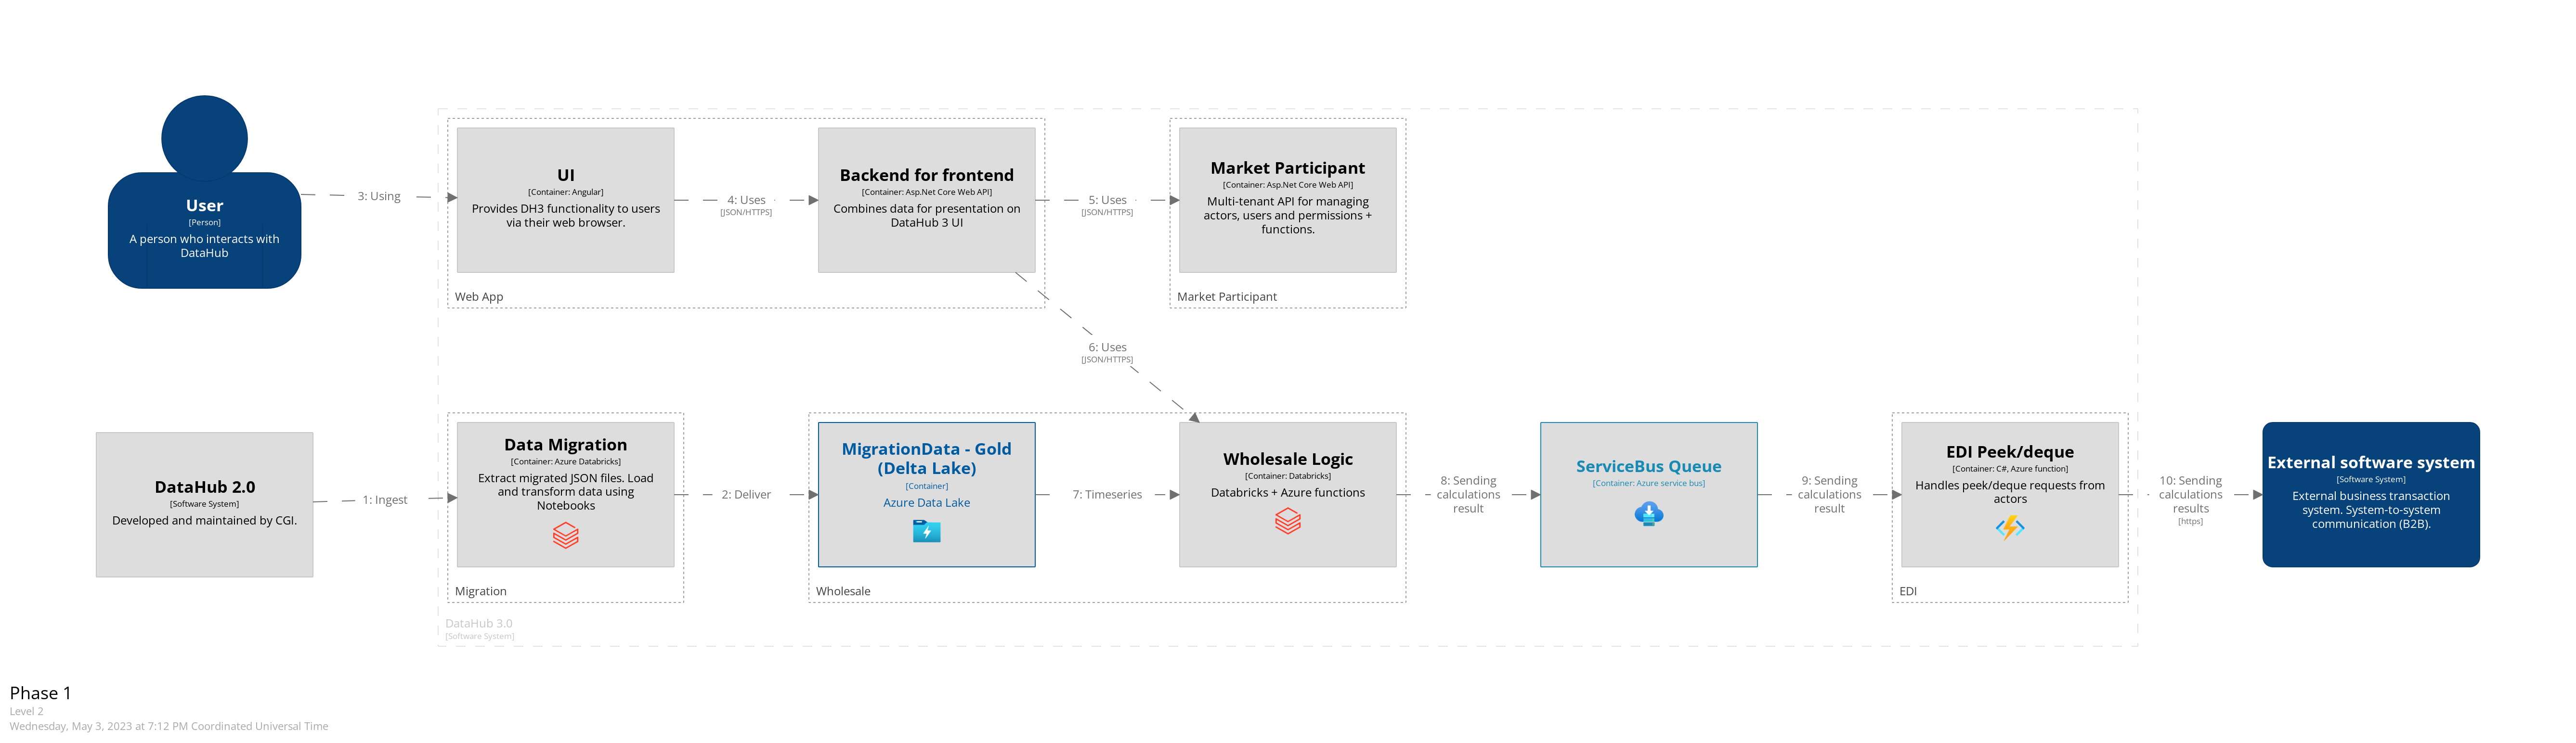 User
[Person]
A person who interacts with
DataHub
3: Using
UI
[Container: Angular]
Provides DH3 functionality to users
via their web browser.
4: Uses
[JSON/HTTPS]
Backend for frontend
[Container: Asp.Net Core Web API]
Combines data for presentation on
DataHub 3 UI
Web App
5: Uses
[JSON/HTTPS]
Market Participant
[Container: Asp.Net Core Web API]
Multi-tenant API for managing
actors, users and permissions +
functions.
Market Participant
6: Uses
[JSON/HTTPS]
DataHub 2.0
[Software System]
Developed and maintained by CGI.
1: Ingest
Data Migration
[Container: Azure Databricks]
Extract migrated JSON files. Load
and transform data using
Notebooks
Migration
2: Deliver
MigrationData - Gold
(Delta Lake)
[Container]
Azure Data Lake
7: Timeseries
Wholesale Logic
[Container: Databricks]
Databricks + Azure functions
Wholesale
8: Sending
calculations
result
ServiceBus Queue
[Container: Azure service bus]
9: Sending
calculations
result
EDI Peek/deque
[Container: C#, Azure function]
Handles peek/deque requests from
actors
EDI
10: Sending
calculations
results
[https]
External software system
[Software System]
External business transaction
system. System-to-system
communication (B2B).
DataHub 3.0
[Software System]
Phase 1
Level 2
Wednesday, May 3, 2023 at 7:12 PM Coordinated Universal Time